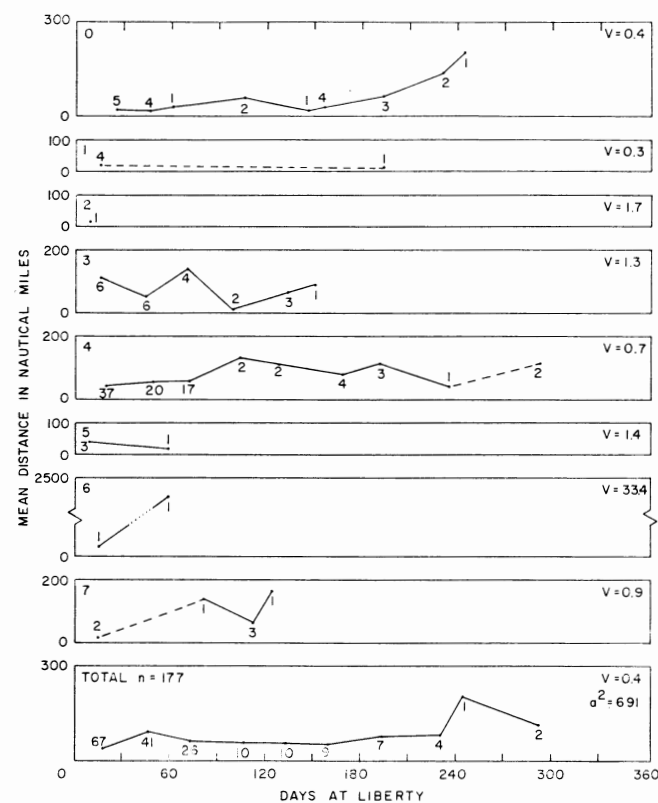 300
0
V = 0.4
5 4 1 2 1 4 3 2 1
0
100
1
V = 0.3
4 1
0
100
2
V = 1.7
1
0
200
3
V = 1.3
6 6 4 2 3 1
0
200
4
V = 0.7
37 20 17 2 2 4 3 1 2
0
100
5
V = 1.4
3 1
0
2500
6
V = 33.4
1 1
0
200
7
V = 0.9
2 1 3 1
0
300
TOTAL n = 177
V = 0.4
a² = 691
67 41 26 10 10 9 7 4 1 2
0
0 60 120 180 240 300 360
DAYS AT LIBERTY
MEAN DISTANCE IN NAUTICAL MILES